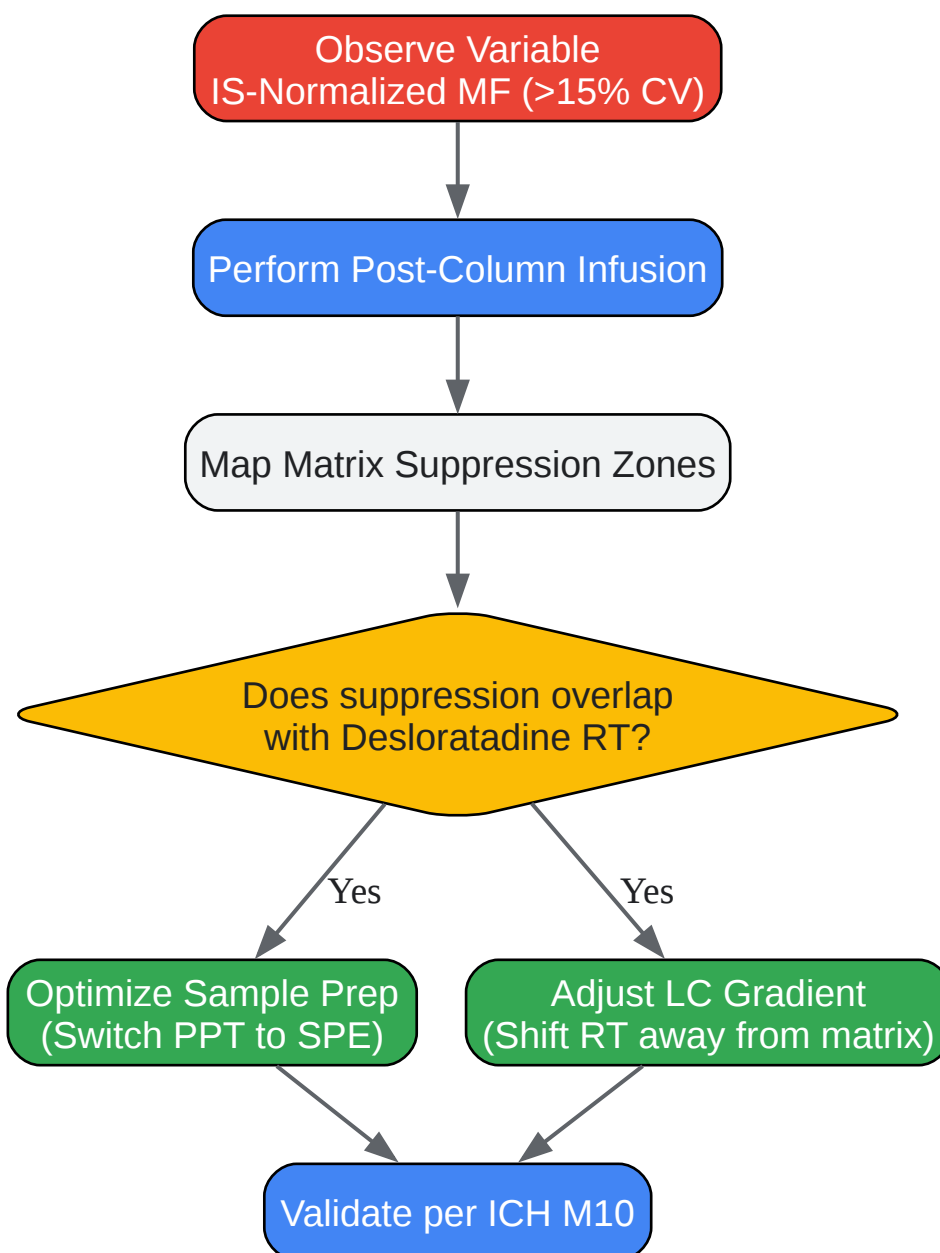 Observe Variable
IS-Normalized MF (>15% CV)
Perform Post-Column Infusion
Map Matrix Suppression Zones
Does suppression overlap
with Desloratadine RT?
Yes
Yes
Optimize Sample Prep
(Switch PPT to SPE)
Adjust LC Gradient
(Shift RT away from matrix)
Validate per ICH M10